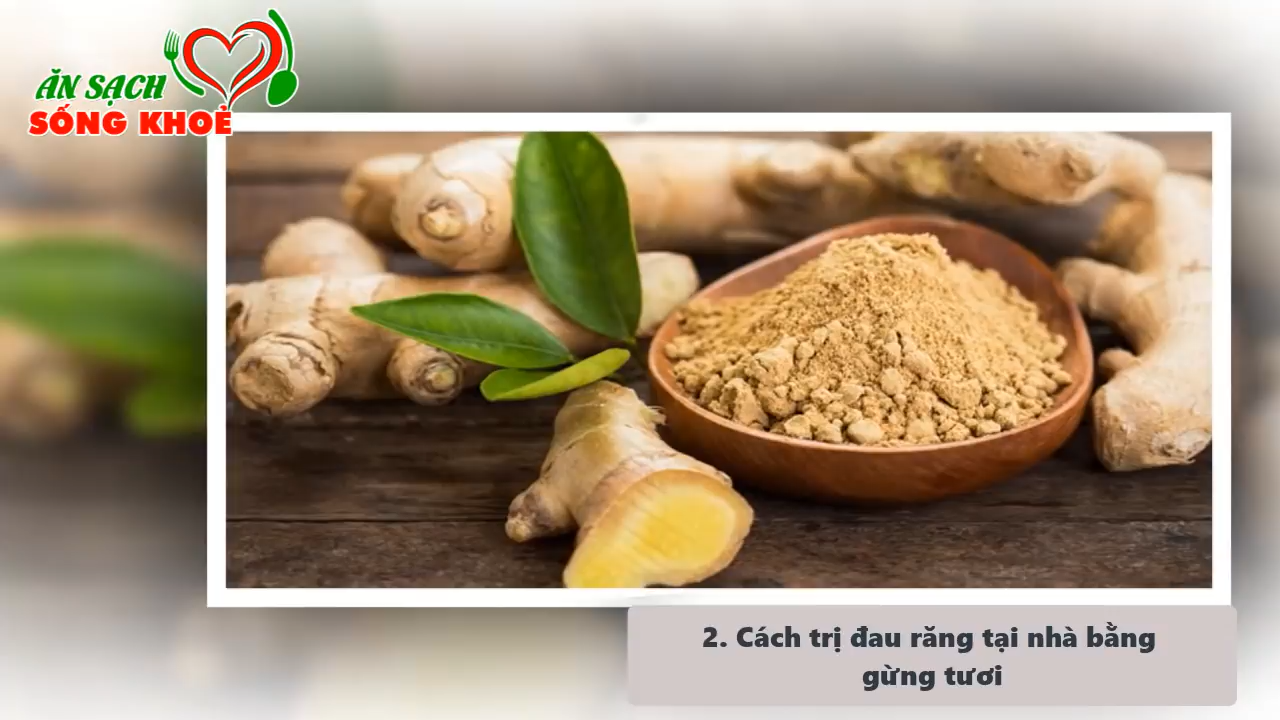 ĂN SẠCH
SỐNG KHOẺ
2. Cách trị đau răng tại nhà bằng
gừng tươi